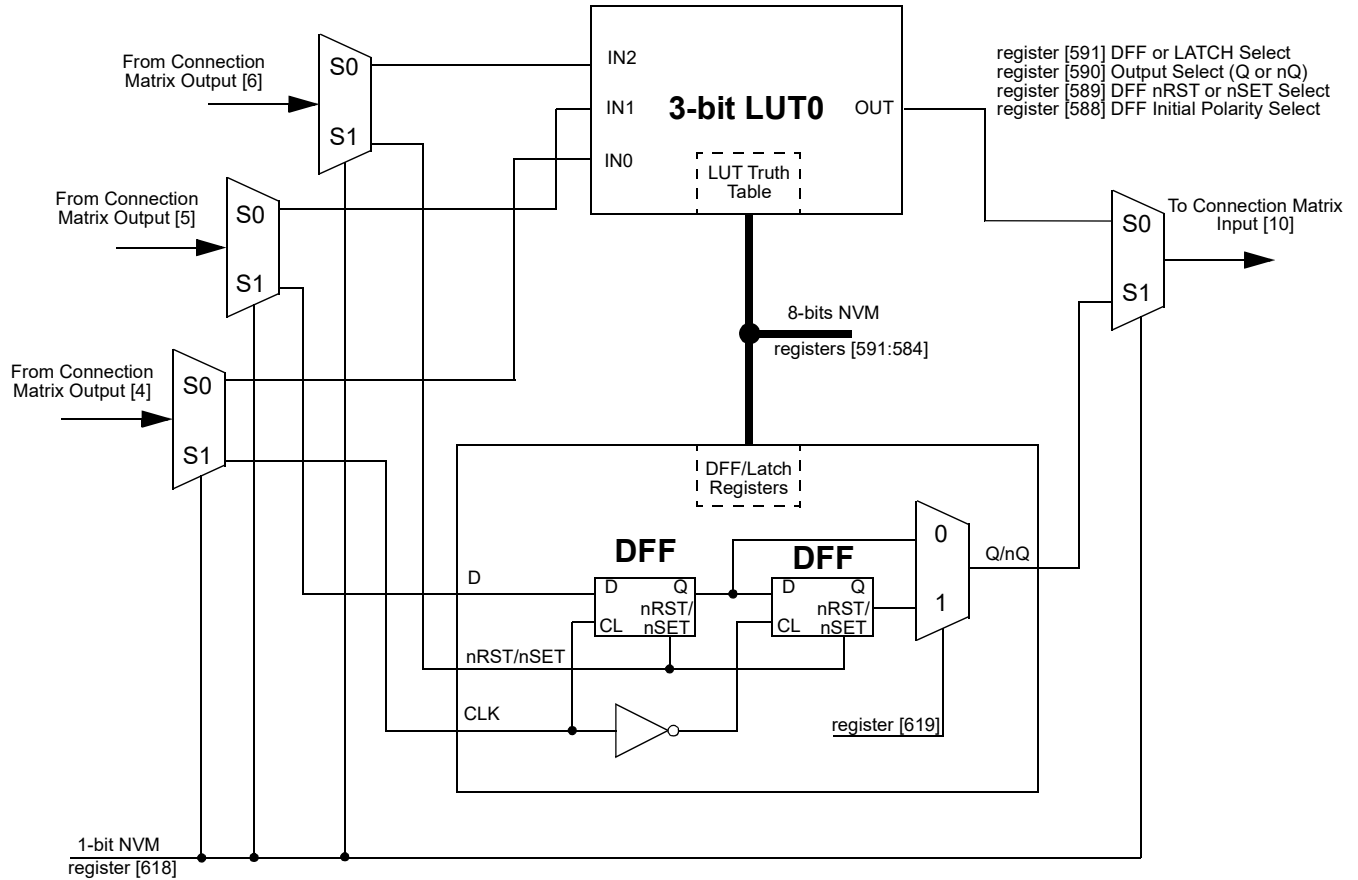 From Connection
Matrix Output [6]
S0
S1
IN2
IN1
IN0
3-bit LUT0
OUT
LUT Truth
Table
register [591] DFF or LATCH Select
register [590] Output Select (Q or nQ)
register [589] DFF nRST or nSET Select
register [588] DFF Initial Polarity Select
From Connection
Matrix Output [5]
S0
S1
To Connection Matrix
Input [10]
S0
S1
8-bits NVM
registers [591:584]
From Connection
Matrix Output [4]
S0
S1
DFF/Latch
Registers
DFF
DFF
D
D
Q
nRST/
nSET
CL
D
Q
nRST/
nSET
CL
0
1
Q/nQ
nRST/nSET
CLK
register [619]
1-bit NVM
register [618]